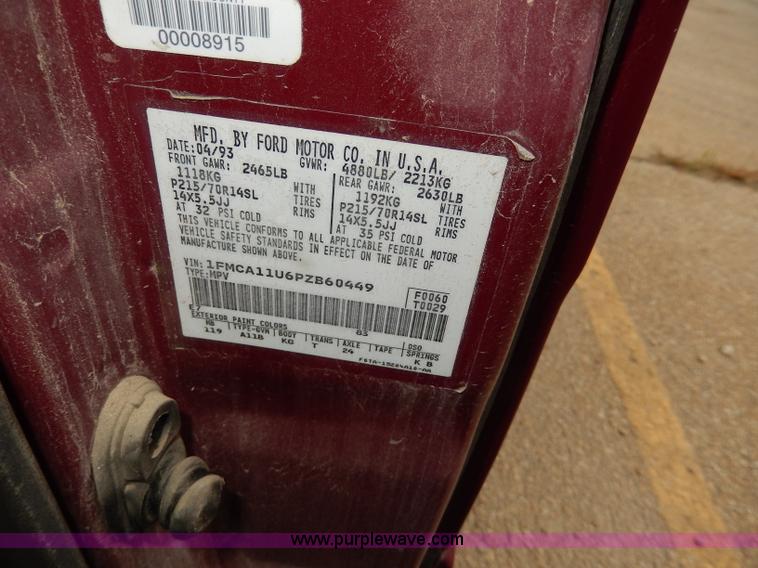 00008915
MFD. BY FORD MOTOR CO. IN U.S.A.
DATE: 04/93 GVWR: 4880LB/ 2213KG
FRONT GAWR: 2465LB REAR GAWR: 2630LB
1118KG WITH 1192KG WITH
P215/70R14SL TIRES P215/70R14SL TIRES
14X5.5JJ RIMS 14X5.5JJ RIMS
AT 32 PSI COLD AT 35 PSI COLD
THIS VEHICLE CONFORMS TO ALL APPLICABLE FEDERAL MOTOR
VEHICLE SAFETY STANDARDS IN EFFECT ON THE DATE OF
MANUFACTURE SHOWN ABOVE.
VIN: 1FMCA11U6PZB60449
TYPE: MPV
F0060
T0029
E7 83
EXTERIOR PAINT COLORS DSO
WB TYPE-GVM BODY TRANS AXLE TAPE SPRINGS
119 A11B KG T 24 K B
www.purplewave.com